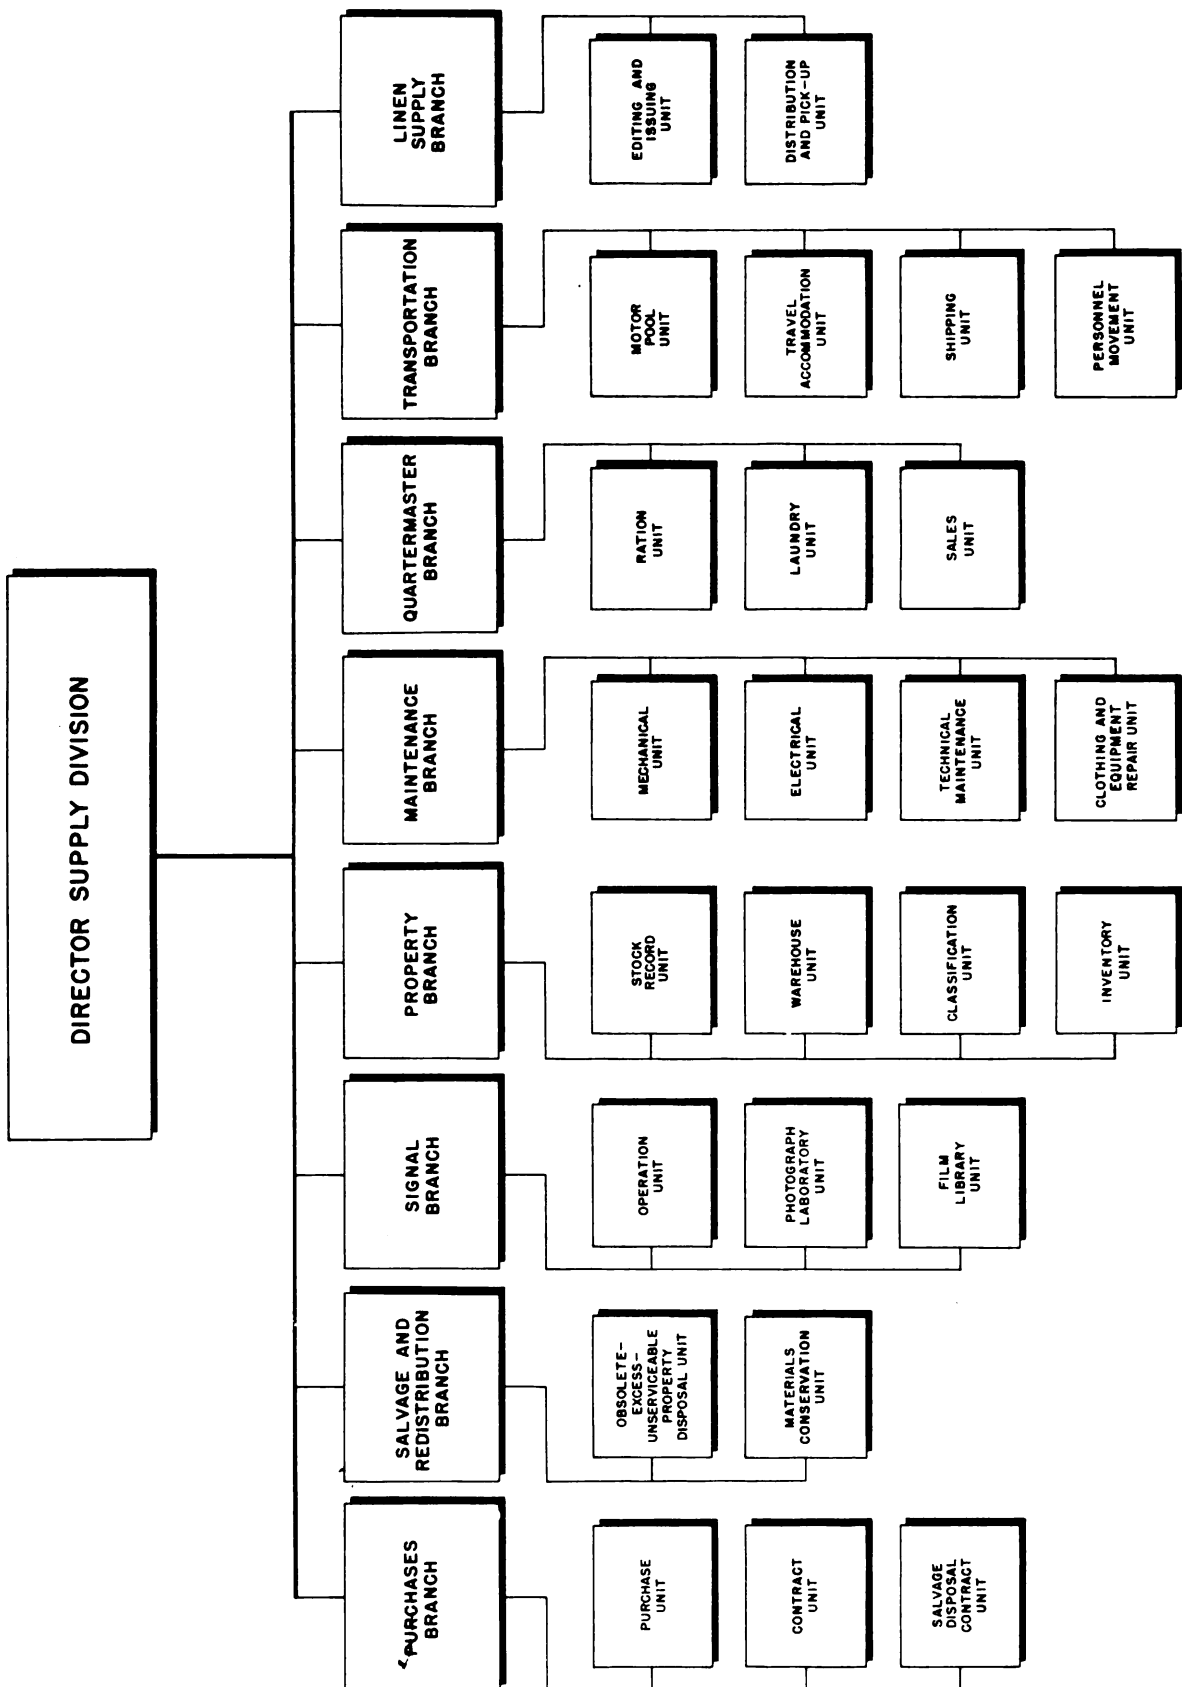 DIRECTOR SUPPLY DIVISION
PURCHASES
BRANCH
SALVAGE AND
REDISTRIBUTION
BRANCH
SIGNAL
BRANCH
PROPERTY
BRANCH
MAINTENANCE
BRANCH
QUARTERMASTER
BRANCH
TRANSPORTATION
BRANCH
LINEN
SUPPLY
BRANCH
PURCHASE
UNIT
CONTRACT
UNIT
SALVAGE
DISPOSAL
CONTRACT
UNIT
OBSOLETE-
EXCESS-
UNSERVICEABLE
PROPERTY
DISPOSAL UNIT
MATERIALS
CONSERVATION
UNIT
OPERATION
UNIT
PHOTOGRAPH
LABORATORY
UNIT
FILM
LIBRARY
UNIT
STOCK
RECORD
UNIT
WAREHOUSE
UNIT
CLASSIFICATION
UNIT
INVENTORY
UNIT
MECHANICAL
UNIT
ELECTRICAL
UNIT
TECHNICAL
MAINTENANCE
UNIT
CLOTHING AND
EQUIPMENT
REPAIR UNIT
RATION
UNIT
LAUNDRY
UNIT
SALES
UNIT
MOTOR
POOL
UNIT
TRAVEL
ACCOMMODATION
UNIT
SHIPPING
UNIT
PERSONNEL
MOVEMENT
UNIT
EDITING AND
ISSUING
UNIT
DISTRIBUTION
AND PICK-UP
UNIT